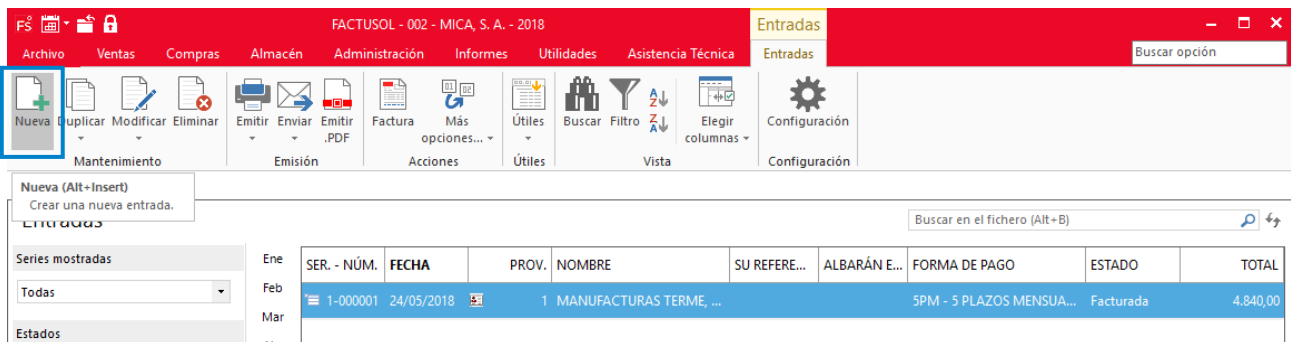 FS
FACTUSOL - 002 - MICA, S. A. - 2018
Entradas
Archivo Ventas Compras Almacén Administración Informes Utilidades Asistencia Técnica Entradas
Buscar opción
Nueva Duplicar Modificar Eliminar Emitir Enviar Emitir .PDF Factura Más opciones... Útiles Buscar Filtro Elegir columnas Configuración
Mantenimiento Emisión Acciones Útiles Vista Configuración
Nueva (Alt+Insert)
Crear una nueva entrada.
Entradas
Buscar en el fichero (Alt+B)
Series mostradas
Todas
Estados
Ene
Feb
Mar
SER. - NÚM. FECHA PROV. NOMBRE SU REFERE... ALBARÁN E... FORMA DE PAGO ESTADO TOTAL
1-000001 24/05/2018 1 MANUFACTURAS TERME, ... 5PM - 5 PLAZOS MENSUA... Facturada 4.840,00